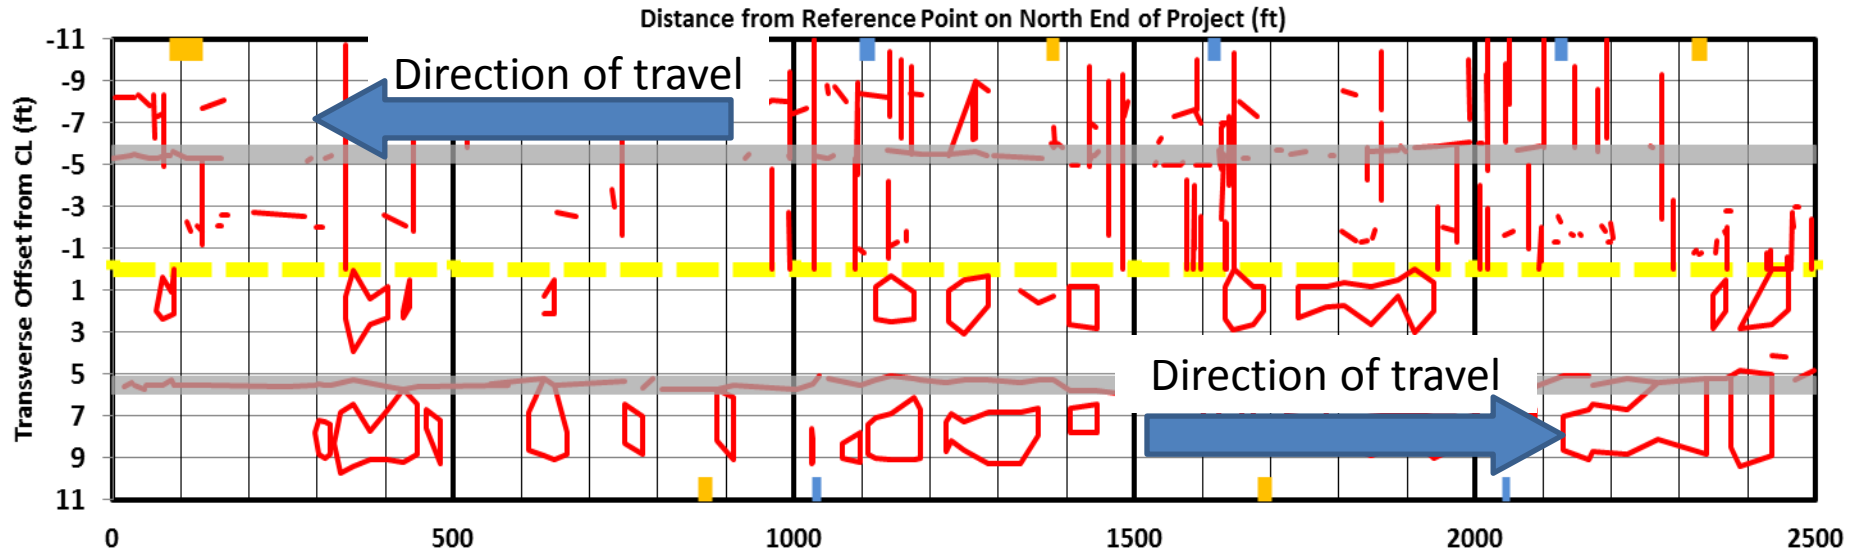 Distance from Reference Point on North End of Project (ft)
Transverse Offset from CL (ft)
-11
-9
-7
-5
-3
-1
1
3
5
7
9
11
Direction of travel
Direction of travel
0 500 1000 1500 2000 2500